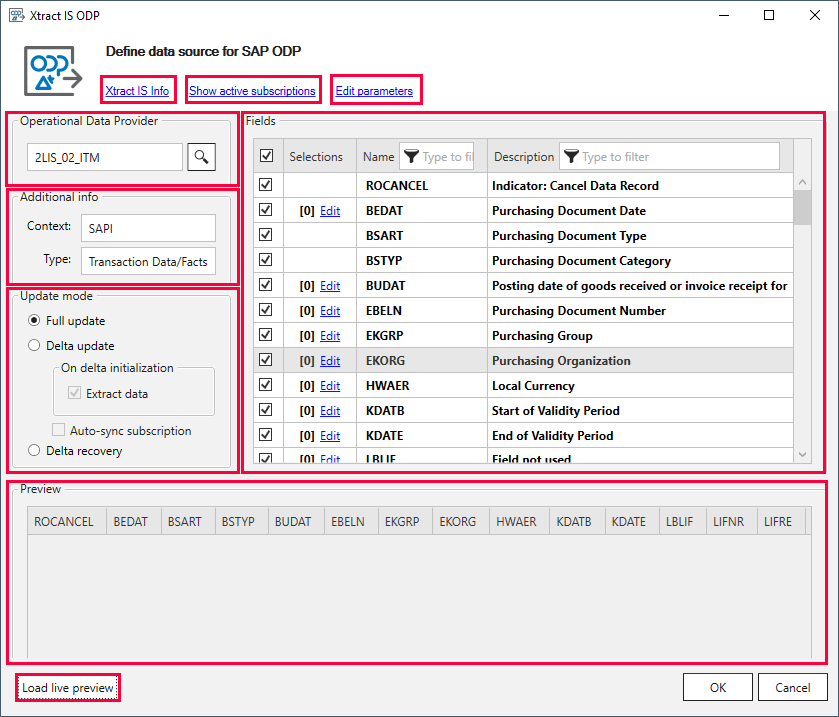 Xtract IS ODP
ODP
Define data source for SAP ODP
Xtract IS Info Show active subscriptions Edit parameters
Operational Data Provider
2LIS_02_ITM
Additional info
Context: SAPI
Type: Transaction Data/Facts
Update mode
Full update
Delta update
On delta initialization
Extract data
Auto-sync subscription
Delta recovery
Fields
Selections Name Type to fil Description Type to filter
ROCANCEL Indicator: Cancel Data Record
[0] Edit BEDAT Purchasing Document Date
BSART Purchasing Document Type
BSTYP Purchasing Document Category
[0] Edit BUDAT Posting date of goods received or invoice receipt for
[0] Edit EBELN Purchasing Document Number
[0] Edit EKGRP Purchasing Group
[0] Edit EKORG Purchasing Organization
[0] Edit HWAER Local Currency
[0] Edit KDATB Start of Validity Period
[0] Edit KDATE End of Validity Period
[0] Edit LBLIF Field not used
Preview
ROCANCEL BEDAT BSART BSTYP BUDAT EBELN EKGRP EKORG HWAER KDATB KDATE LBLIF LIFNR LIFRE
Load live preview OK Cancel